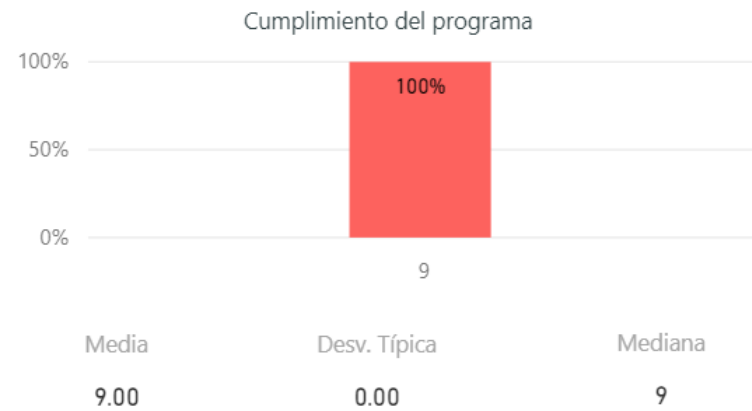 Cumplimiento del programa
100%
100%
50%
0%
9
Media Desv. Típica Mediana
9.00 0.00 9